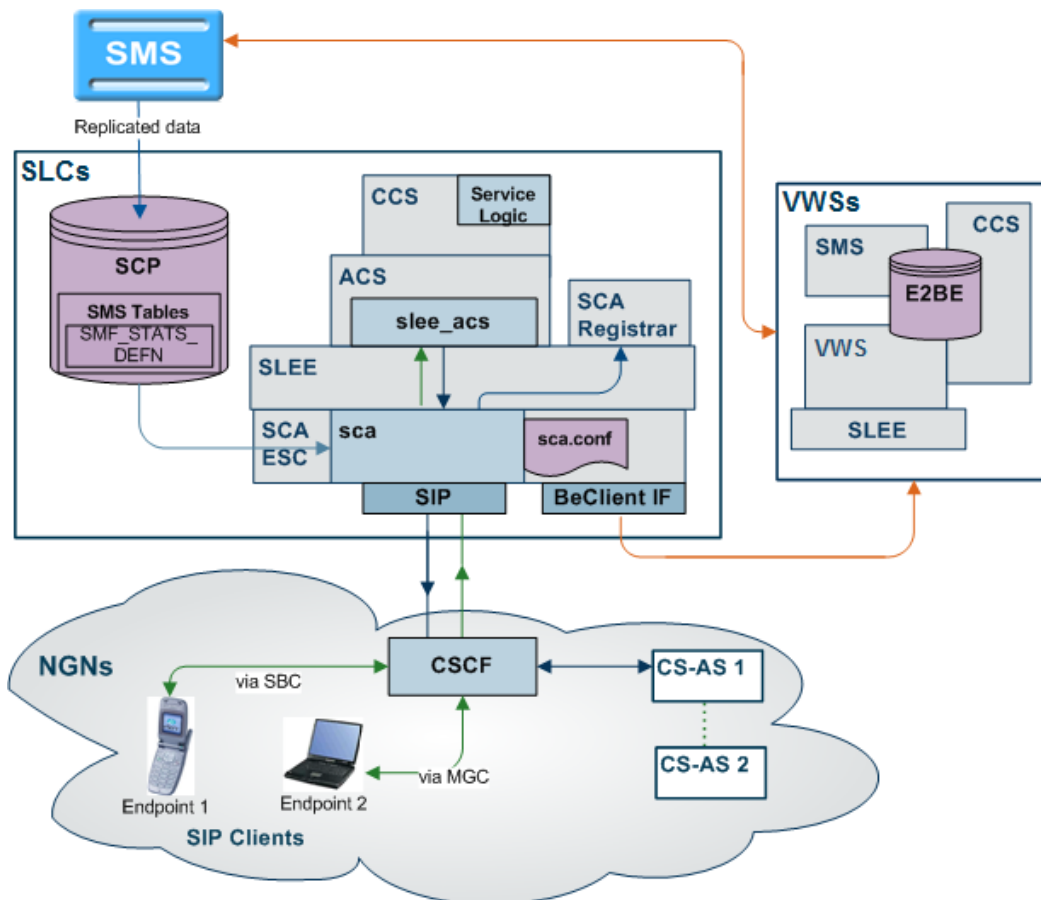 SMS
Replicated data
SLCs
SCP
SMS Tables
SMF_STATS_
DEFN
CCS
Service
Logic
ACS
slee_acs
SCA
Registrar
SLEE
SCA
ESC
sca
sca.conf
SIP
BeClient IF
VWSs
SMS
CCS
E2BE
VWS
SLEE
NGNs
CSCF
via SBC
via MGC
CS-AS 1
CS-AS 2
Endpoint 1
Endpoint 2
SIP Clients